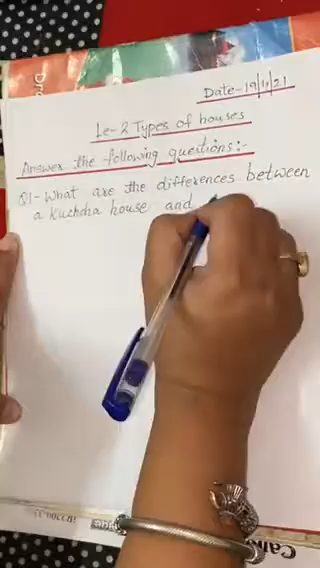 Date-19/11/21
Le-2 Types of houses
Answer the following questions:-
Q1- What are the differences between
a Kuchcha house and